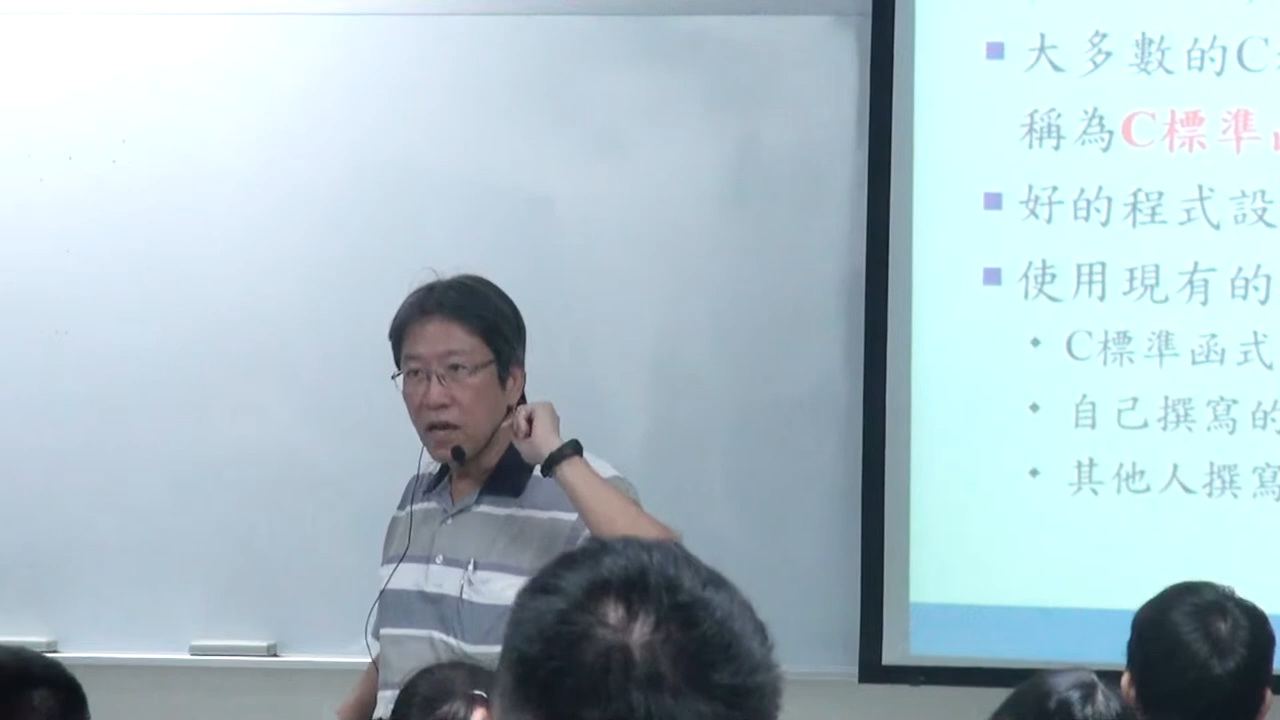 大多數的C
稱為C標準
好的程式設
使用現有的
C標準函式
自己撰寫的
其他人撰寫